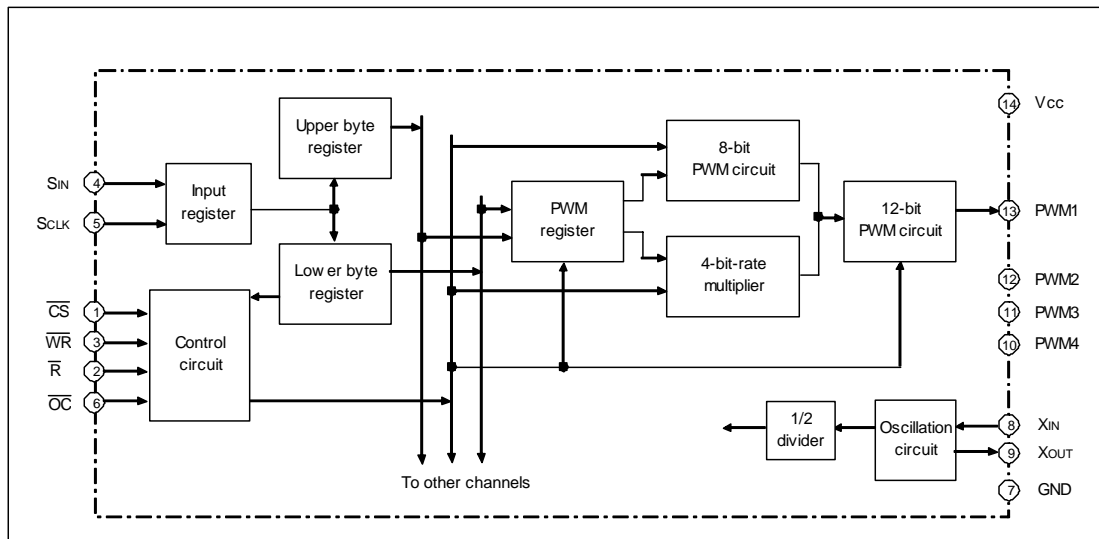 14
Vcc
Upper byte
register
8-bit
PWM circuit
SIN
4
Input
register
SCLK
5
PWM
register
12-bit
PWM circuit
13
PWM1
Lower byte
register
4-bit-rate
multiplier
12
PWM2
CS
1
11
PWM3
WR
3
Control
circuit
10
PWM4
R
2
OC
6
1/2
divider
Oscillation
circuit
8
XIN
9
XOUT
To other channels
7
GND